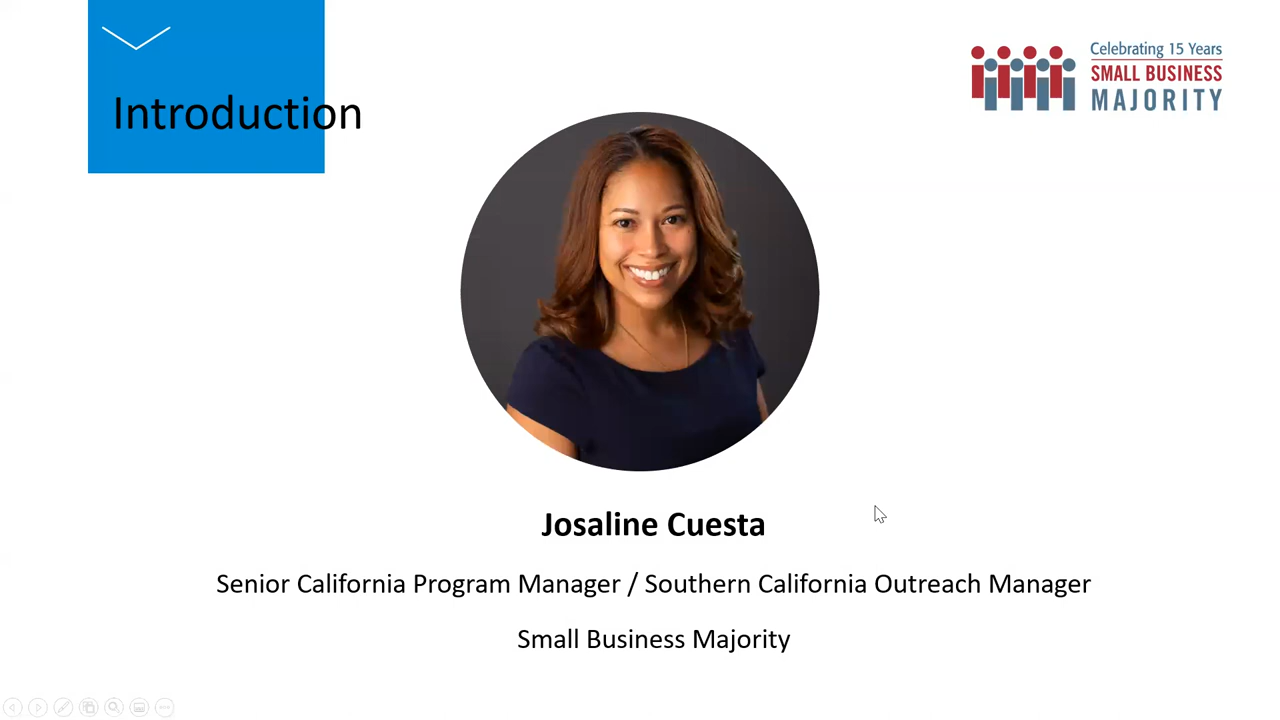 Introduction
Celebrating 15 Years
SMALL BUSINESS
MAJORITY
Josaline Cuesta
Senior California Program Manager / Southern California Outreach Manager
Small Business Majority